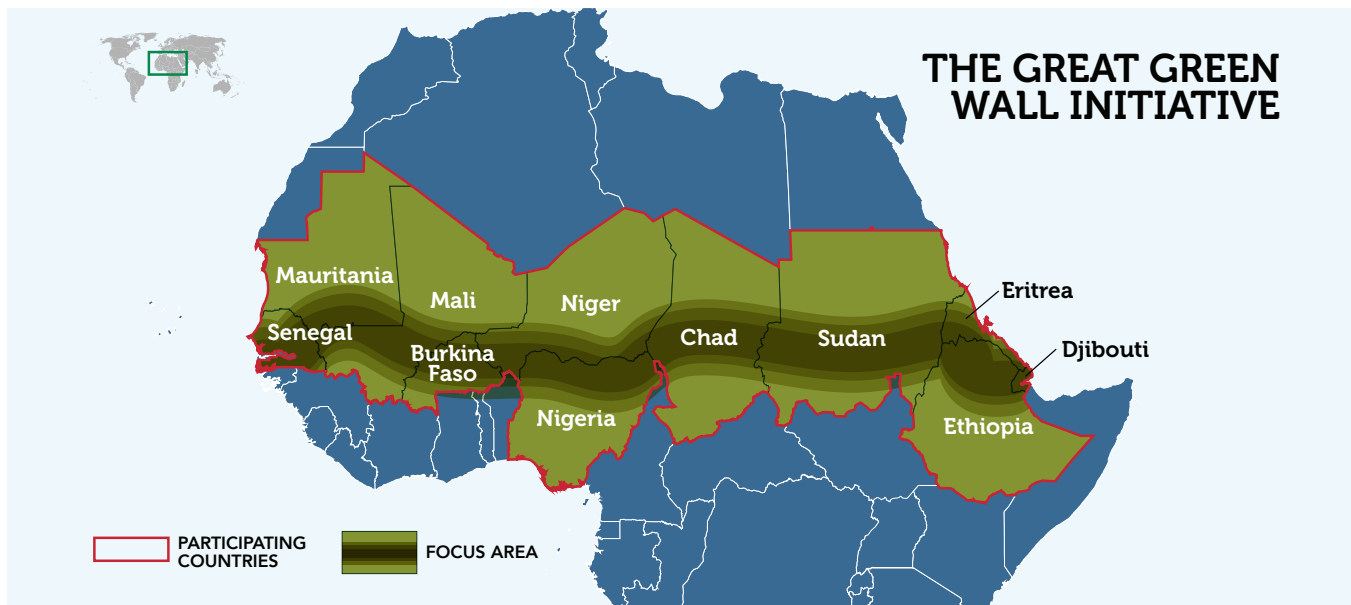 THE GREAT GREEN
WALL INITIATIVE
Mauritania
Mali
Niger
Eritrea
Senegal
Chad
Sudan
Djibouti
Burkina
Faso
Nigeria
Ethiopia
PARTICIPATING
COUNTRIES
FOCUS AREA